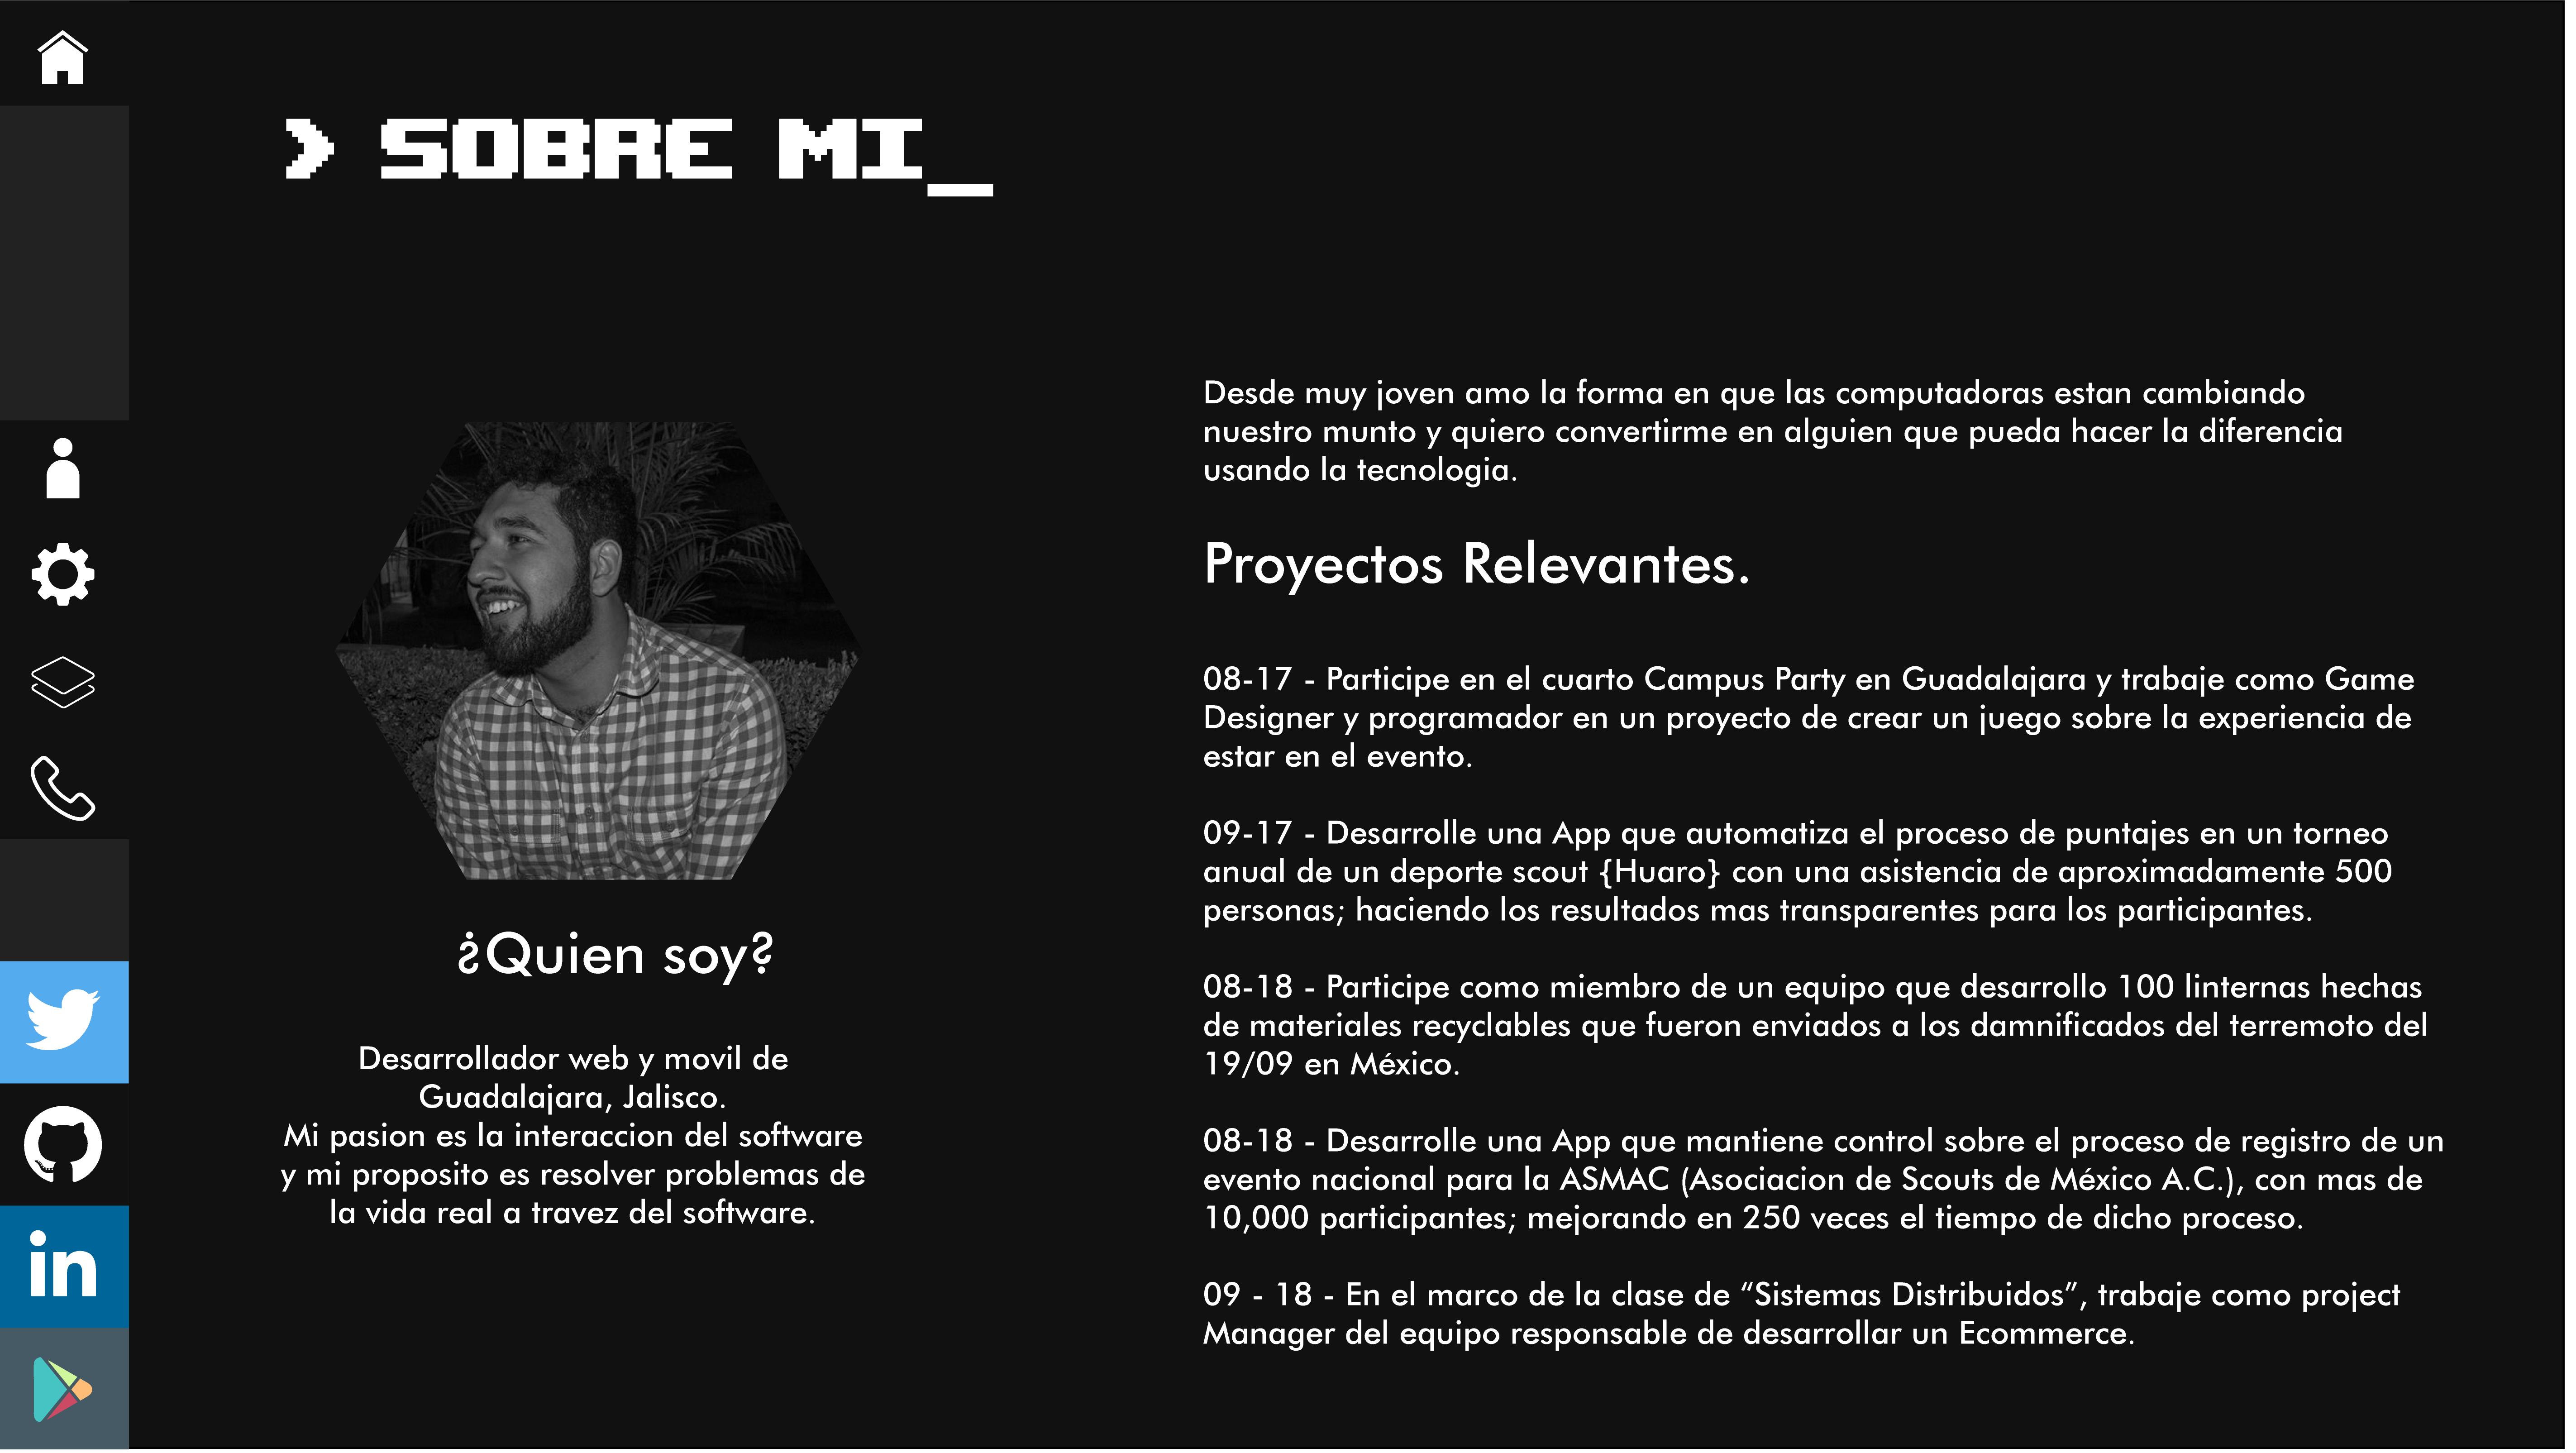 > SOBRE MI_
Desde muy joven amo la forma en que las computadoras estan cambiando
nuestro munto y quiero convertirme en alguien que pueda hacer la diferencia
usando la tecnologia.
Proyectos Relevantes.
08-17 - Participe en el cuarto Campus Party en Guadalajara y trabaje como Game
Designer y programador en un proyecto de crear un juego sobre la experiencia de
estar en el evento.
09-17 - Desarrolle una App que automatiza el proceso de puntajes en un torneo
anual de un deporte scout {Huaro} con una asistencia de aproximadamente 500
personas; haciendo los resultados mas transparentes para los participantes.
08-18 - Participe como miembro de un equipo que desarrollo 100 linternas hechas
de materiales recyclables que fueron enviados a los damnificados del terremoto del
19/09 en México.
08-18 - Desarrolle una App que mantiene control sobre el proceso de registro de un
evento nacional para la ASMAC (Asociacion de Scouts de México A.C.), con mas de
10,000 participantes; mejorando en 250 veces el tiempo de dicho proceso.
09 - 18 - En el marco de la clase de “Sistemas Distribuidos”, trabaje como project
Manager del equipo responsable de desarrollar un Ecommerce.
¿Quien soy?
Desarrollador web y movil de
Guadalajara, Jalisco.
Mi pasion es la interaccion del software
y mi proposito es resolver problemas de
la vida real a travez del software.
in